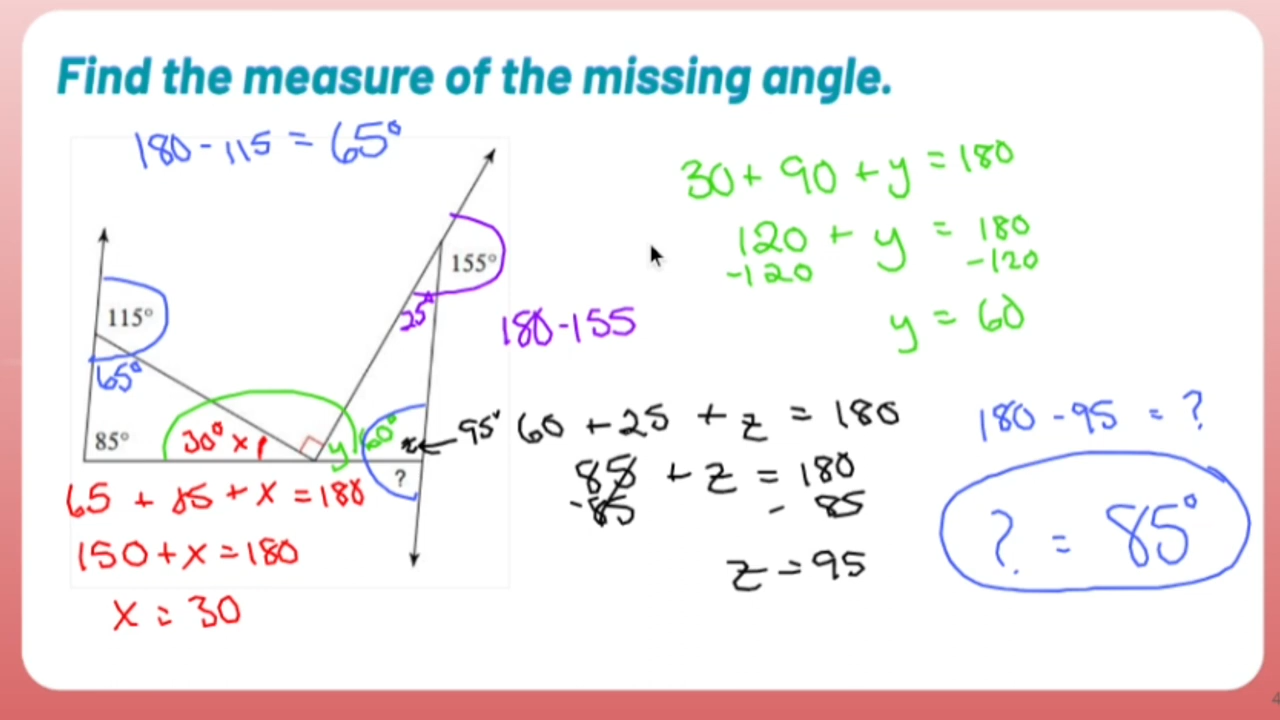 Find the measure of the missing angle.
180 - 115 = 65°
30 + 90 + y = 180
120 + y = 180
-120 -120
y = 60
155°
25°
180-155
115°
65°
85°
30° x
y
60°
z ← 95°
?
60 + 25 + z = 180
85 + z = 180
-85 - 85
z = 95
65 + 85 + x = 180
150 + x = 180
x = 30
180 - 95 = ?
? = 85°